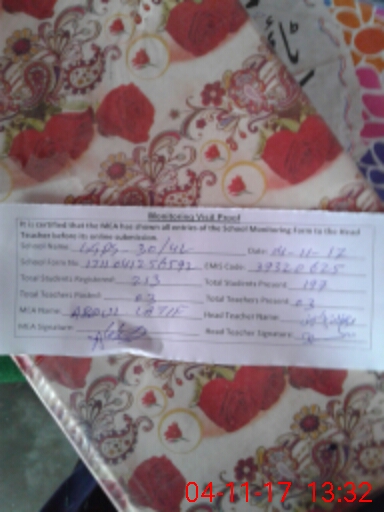 Monitoring Visit Proof
It is certified that the MEA has shown all entries of the School Monitoring Form to the Head
Teacher before its online submission
School Name: GGPS - 30/4L Date: 04-11-17
School Form No. EMIS Code: 39320625
Total Students Registered: 213 Total Students Present: 197
Total Teachers Posted: 03 Total Teachers Present: 03
MEA Name: LATIF Head Teacher Name:
MEA Signature: Head Teacher Signature:
04-11-17 13:32